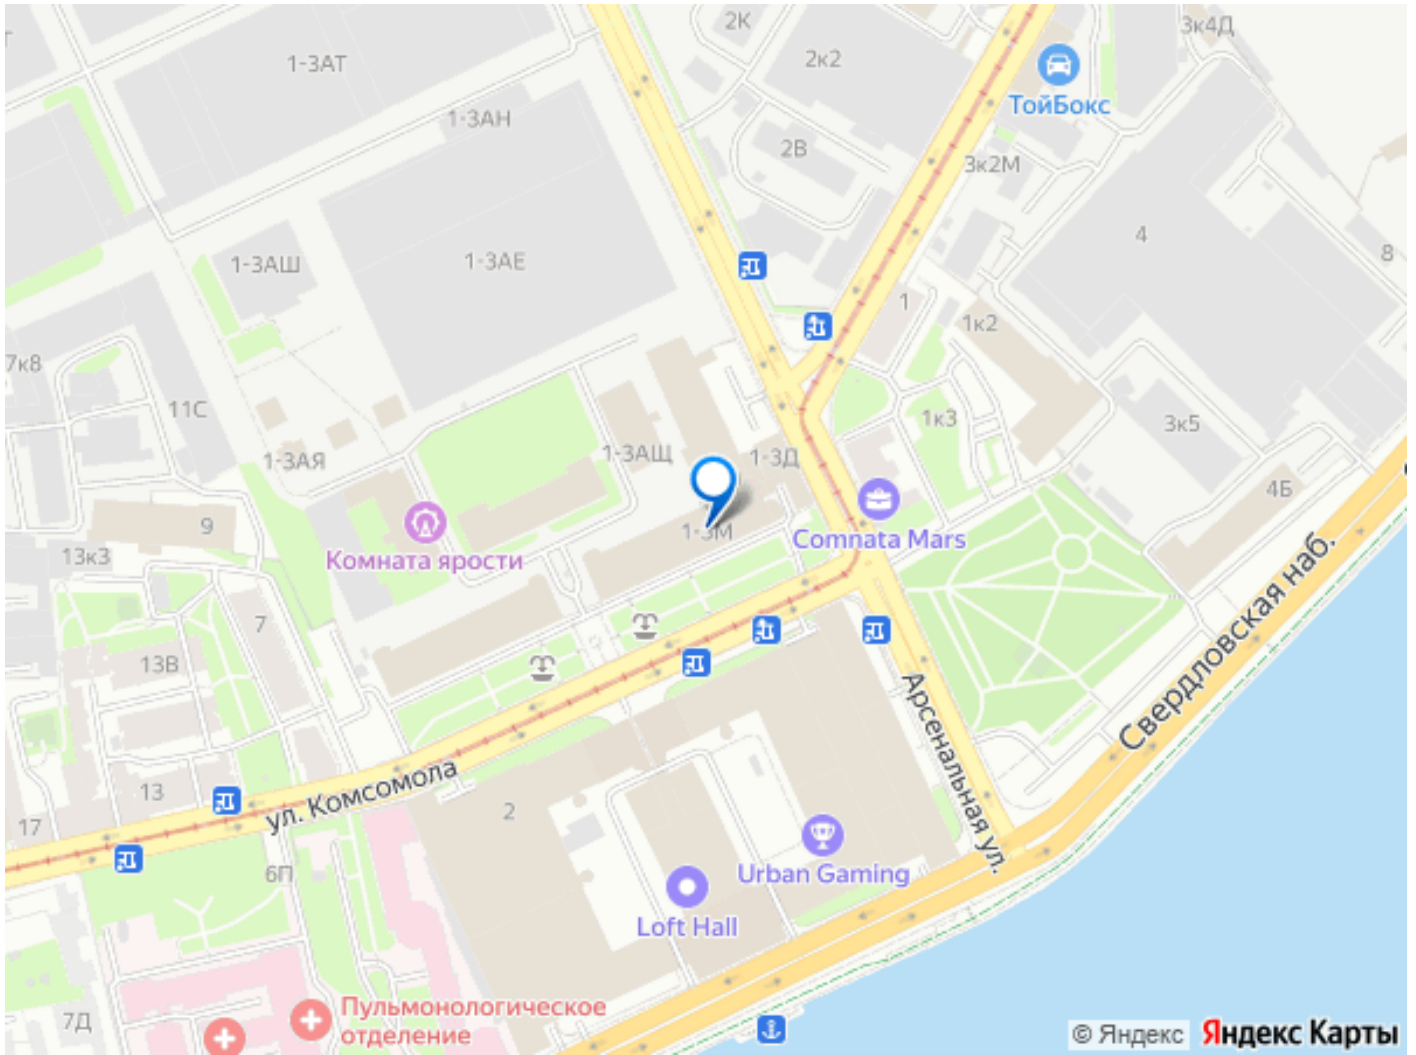 2К
3к4Д
1-3АТ
2к2
ТойБокс
1-3АН
2В
3к2М
4
1-3АШ
1-3АЕ
8
1
1к2
7к8
11С
1к3
3к5
1-3АЩ
1-3Д
1-3АЯ
4Б
9
1-3М
Комната ярости
Comnata Mars
13к3
7
13В
Свердловская наб.
Арсенальная ул.
ул. Комсомола
13
2
17
6П
Urban Gaming
Loft Hall
7Д
Пульмонологическое
отделение
© Яндекс
Яндекс Карты